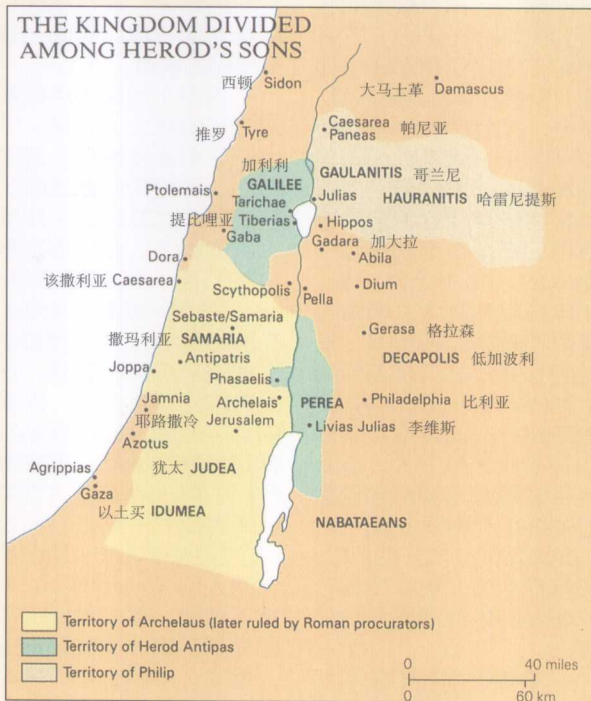 THE KINGDOM DIVIDED
AMONG HEROD'S SONS
西顿 Sidon
大马士革 Damascus
推罗 Tyre
Caesarea
Paneas 帕尼亚
加利利
GALILEE
GAULANITIS 哥兰尼
Ptolemais
Julias
HAURANITIS 哈雷尼提斯
Tarichae
提比哩亚 Tiberias
Hippos
Gaba
Gadara 加大拉
Dora
Abila
该撒利亚 Caesarea
Scythopolis
Pella
Dium
Sebaste/Samaria
撒玛利亚 SAMARIA
Gerasa 格拉森
Antipatris
DECAPOLIS 低加波利
Joppa
Phasaelis
Jamnia
Archelais
PEREA
Philadelphia 比利亚
耶路撒冷
Jerusalem
Livias Julias 李维斯
Azotus
Agrippias
犹太 JUDEA
Gaza
以土买 IDUMEA
NABATAEANS
Territory of Archelaus (later ruled by Roman procurators)
Territory of Herod Antipas
Territory of Philip
0 40 miles
0 60 km